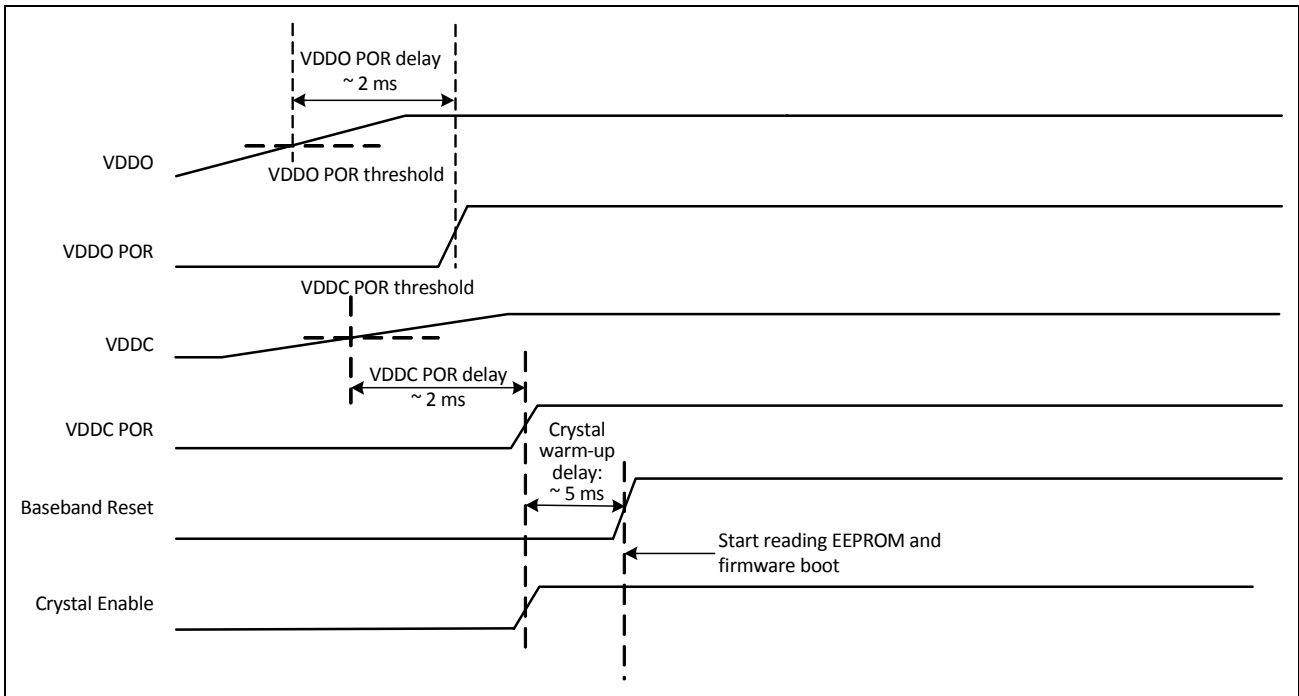 VDDO POR delay
~ 2 ms
VDDO
VDDO POR threshold
VDDO POR
VDDC POR threshold
VDDC
VDDC POR delay
~ 2 ms
VDDC POR
Crystal
warm-up
delay:
~ 5 ms
Baseband Reset
Start reading EEPROM and
firmware boot
Crystal Enable